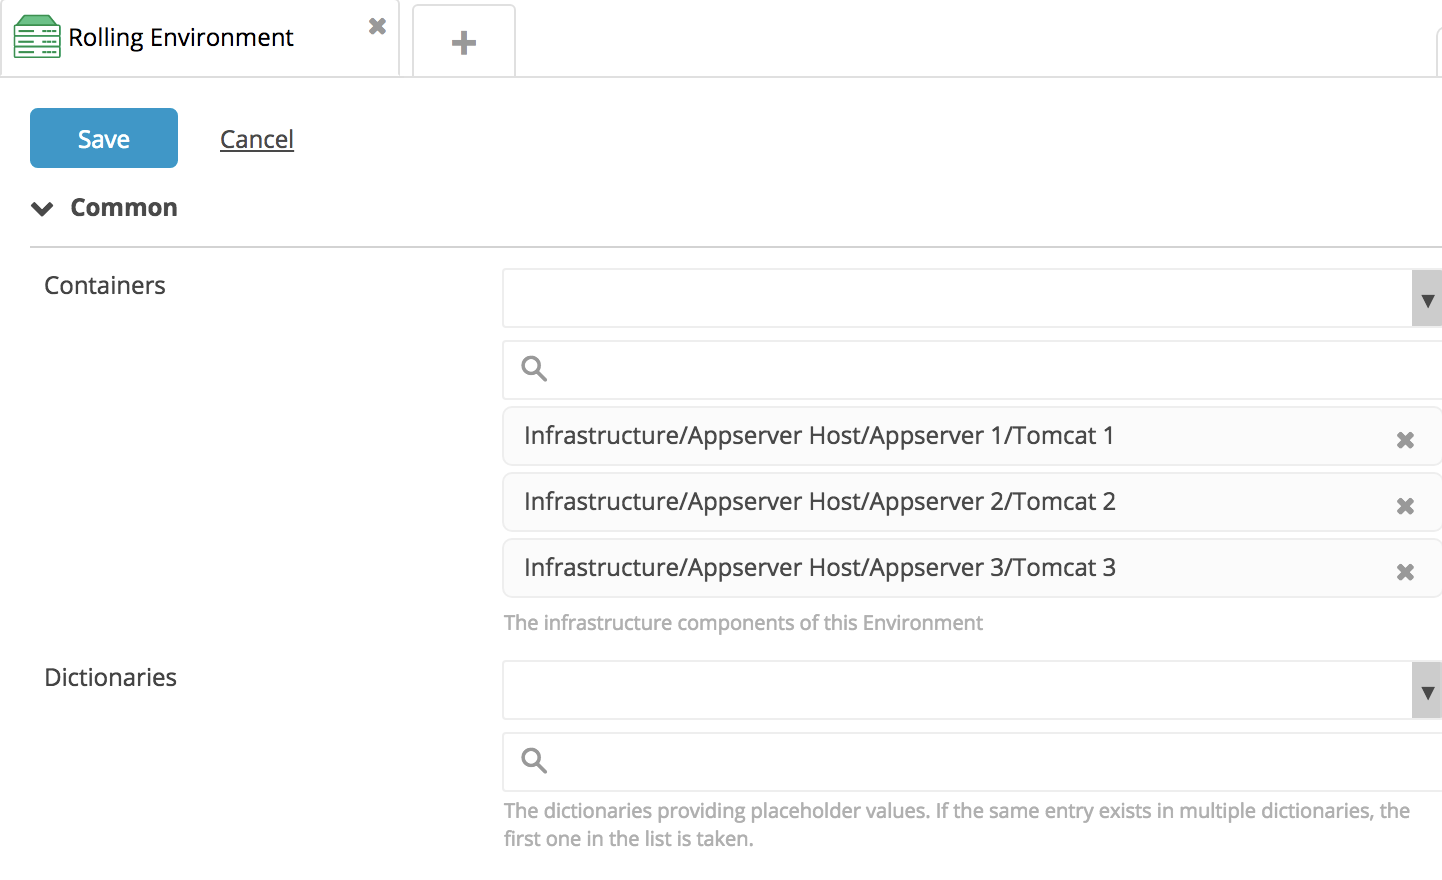 Rolling Environment
Save
Cancel
Common
Containers
Infrastructure/Appserver Host/Appserver 1/Tomcat 1
Infrastructure/Appserver Host/Appserver 2/Tomcat 2
Infrastructure/Appserver Host/Appserver 3/Tomcat 3
The infrastructure components of this Environment
Dictionaries
The dictionaries providing placeholder values. If the same entry exists in multiple dictionaries, the
first one in the list is taken.